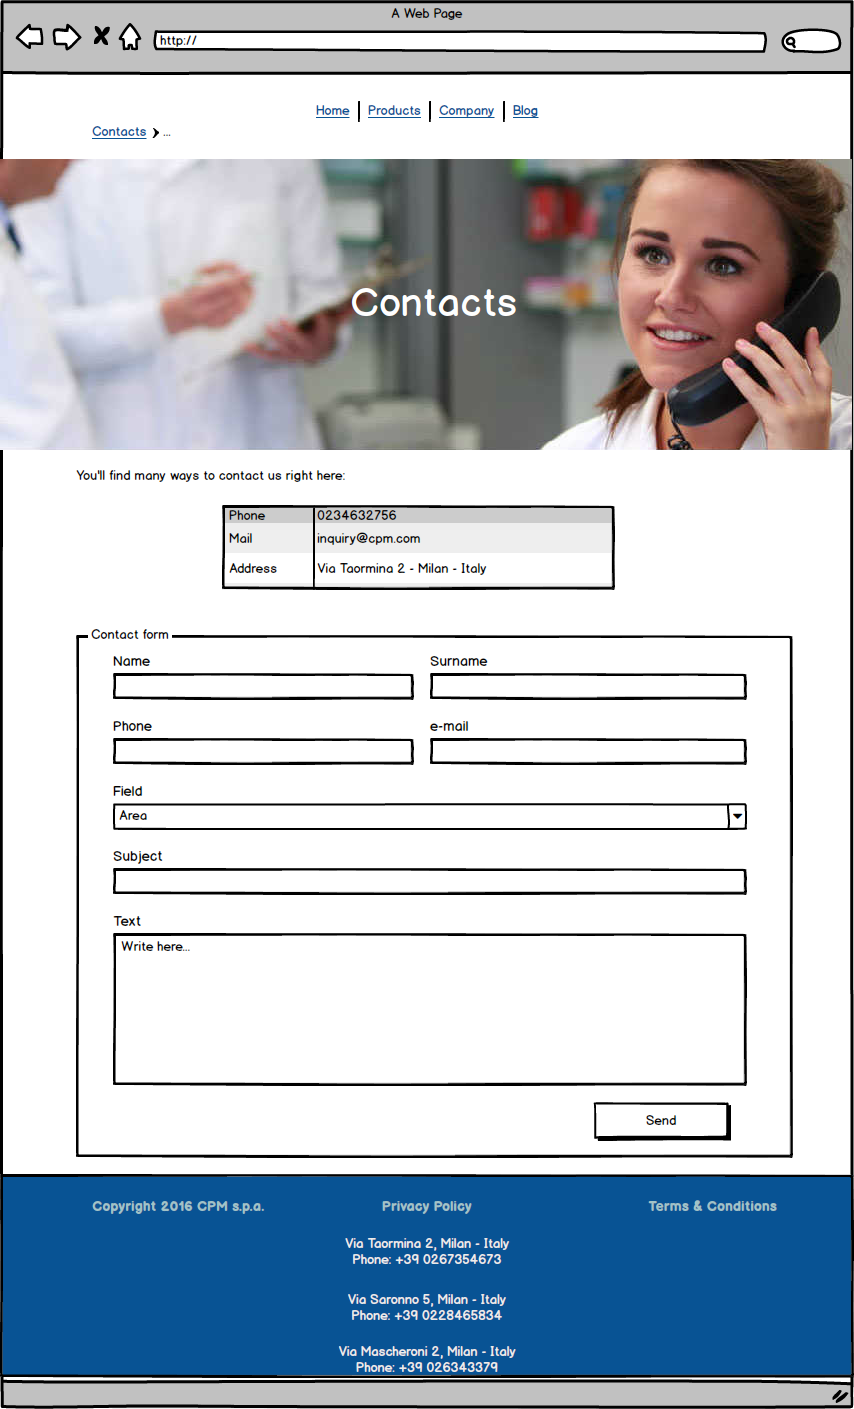 A Web Page
http://
Home Products Company Blog
Contacts ...
Contacts
You'll find many ways to contact us right here:
Phone 0234632756
Mail inquiry@cpm.com
Address Via Taormina 2 - Milan - Italy
Contact form
Name Surname
Phone e-mail
Field
Area
Subject
Text
Write here...
Send
Copyright 2016 CPM s.p.a. Privacy Policy Terms & Conditions
Via Taormina 2, Milan - Italy
Phone: +39 0267354673
Via Saronno 5, Milan - Italy
Phone: +39 0228465834
Via Mascheroni 2, Milan - Italy
Phone: +39 026343379